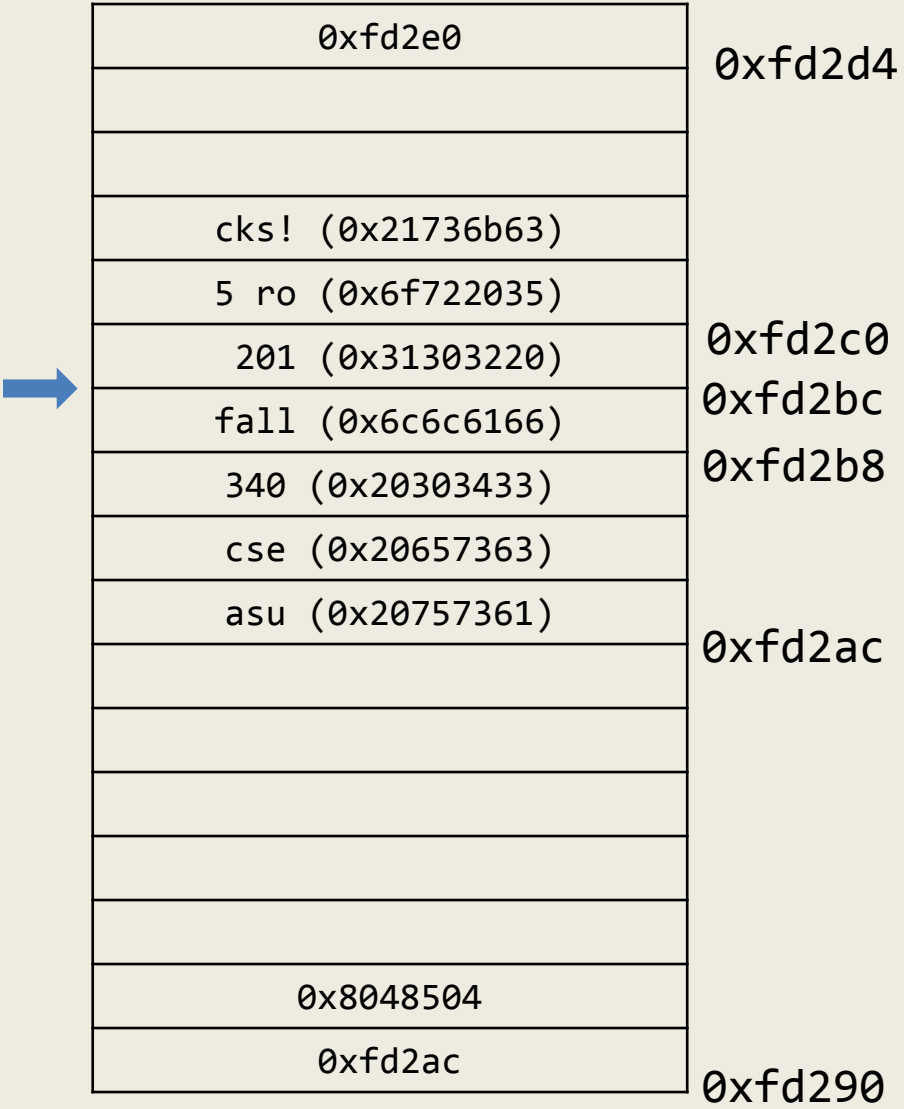 0xfd2e0
0xfd2d4
cks! (0x21736b63)
5 ro (0x6f722035)
0xfd2c0
201 (0x31303220)
0xfd2bc
fall (0x6c6c6166)
0xfd2b8
340 (0x20303433)
cse (0x20657363)
asu (0x20757361)
0xfd2ac
0x8048504
0xfd2ac
0xfd290